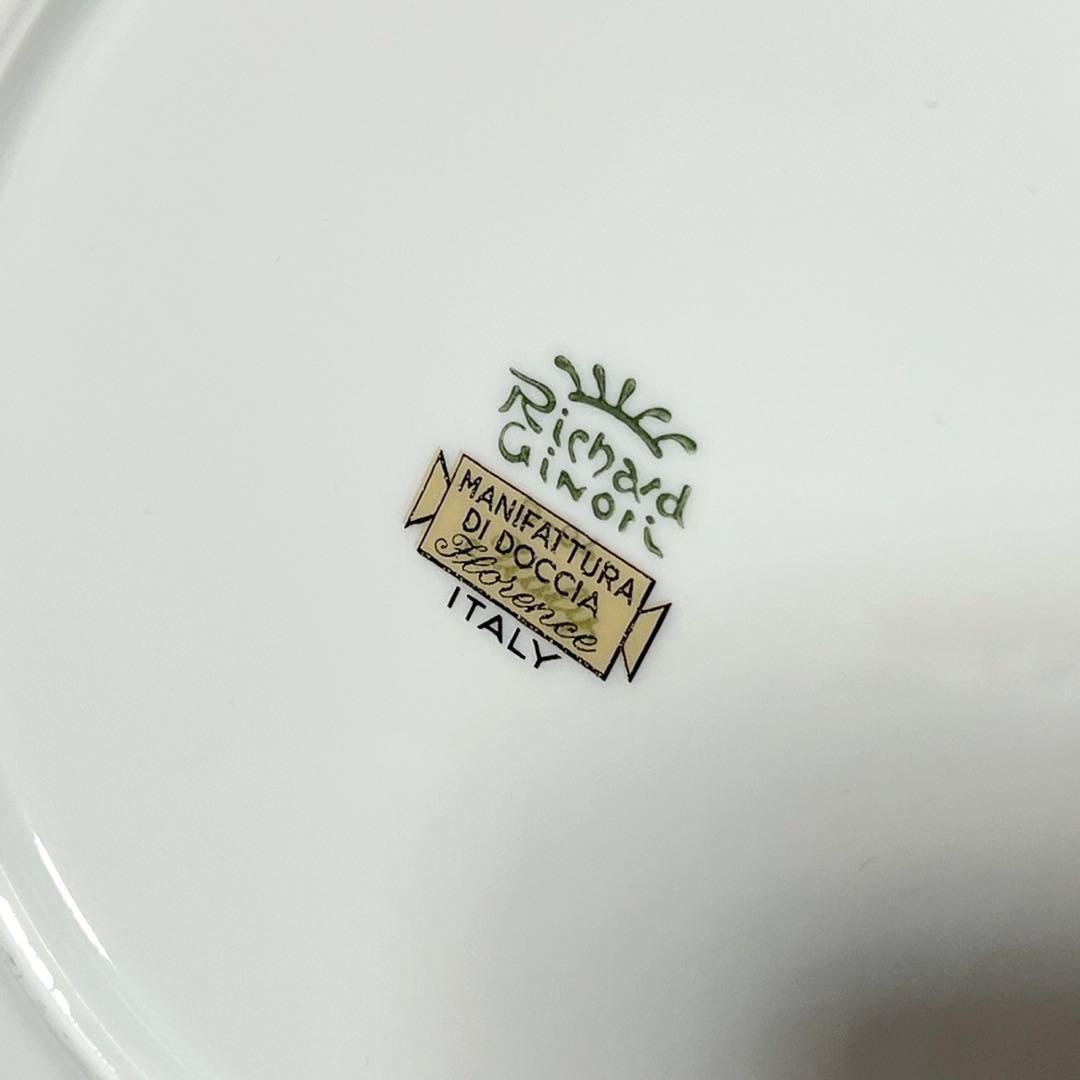 Richard
Ginori
MANIFATTURA
DI DOCCIA
Florence
ITALY